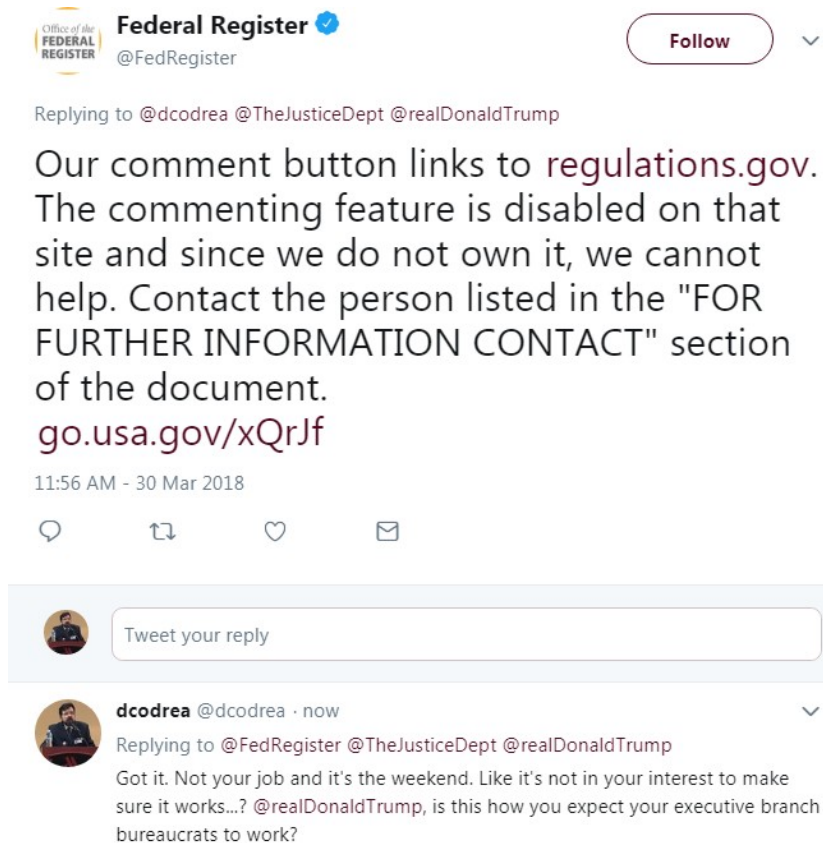 Office of the
FEDERAL
REGISTER
Federal Register
@FedRegister
Follow
Replying to @dcodrea @TheJusticeDept @realDonaldTrump
Our comment button links to regulations.gov.
The commenting feature is disabled on that
site and since we do not own it, we cannot
help. Contact the person listed in the "FOR
FURTHER INFORMATION CONTACT" section
of the document.
go.usa.gov/xQrJf
11:56 AM - 30 Mar 2018
Tweet your reply
dcodrea @dcodrea · now
Replying to @FedRegister @TheJusticeDept @realDonaldTrump
Got it. Not your job and it's the weekend. Like it's not in your interest to make
sure it works...? @realDonaldTrump, is this how you expect your executive branch
bureaucrats to work?